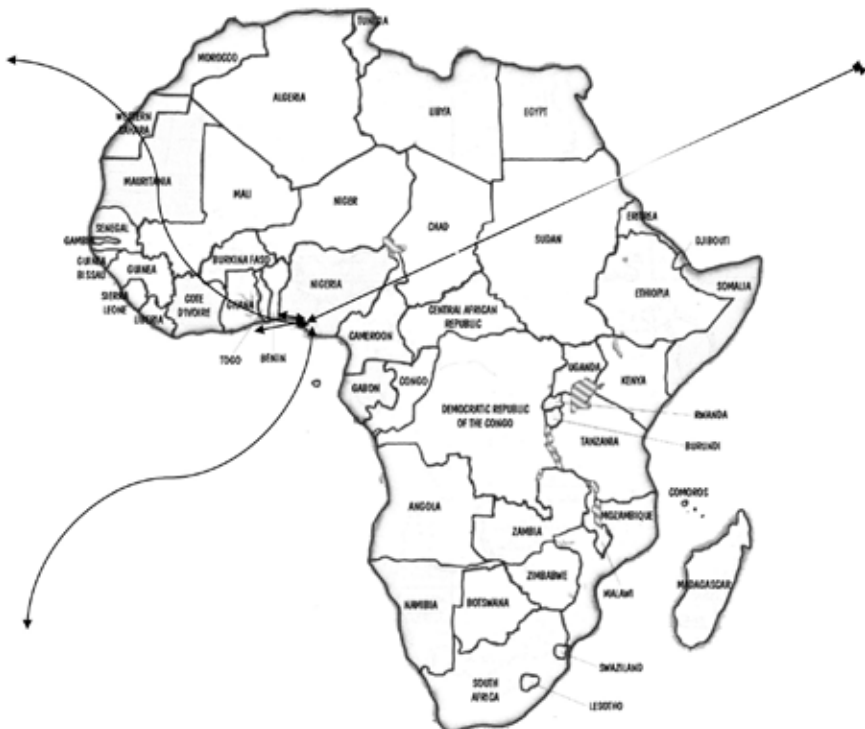 TUNISIA
MOROCCO
ALGERIA
LIBYA
EGYPT
WESTERN
SAHARA
MAURITANIA
MALI
NIGER
CHAD
SUDAN
ERITREA
DJIBOUTI
SENEGAL
GAMBIA
GUINEA
BISSAU
GUINEA
BURKINA FASO
NIGERIA
ETHIOPIA
SOMALIA
SIERRA
LEONE
COTE
D'IVOIRE
GHANA
LIBERIA
CENTRAL AFRICAN
REPUBLIC
CAMEROON
TOGO
BENIN
UGANDA
KENYA
GABON
CONGO
DEMOCRATIC REPUBLIC
OF THE CONGO
RWANDA
BURUNDI
TANZANIA
COMOROS
ANGOLA
MOZAMBIQUE
ZAMBIA
MALAWI
ZIMBABWE
MADAGASCAR
NAMIBIA
BOTSWANA
SWAZILAND
SOUTH
AFRICA
LESOTHO